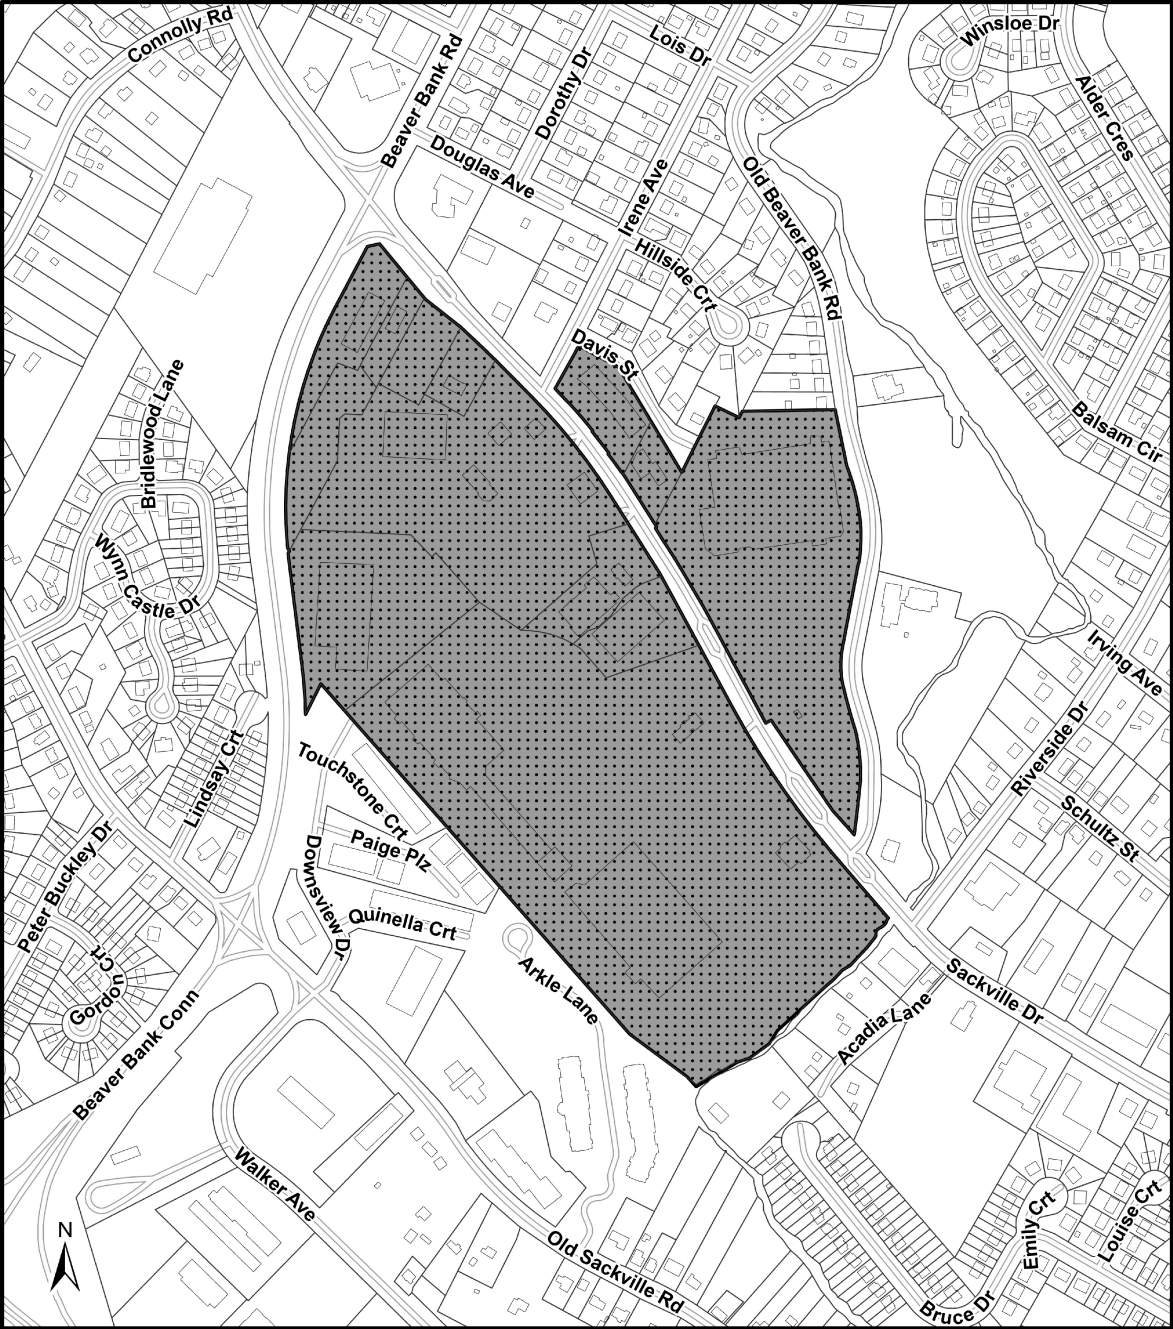 Connolly Rd
Beaver Bank Rd
Dorothy Dr
Lois Dr
Winsloe Dr
Alder Cres
Douglas Ave
Irene Ave
Old Beaver Bank Rd
Hillside Crt
Davis St
Balsam Cir
Bridlewood Lane
Wynn Castle Dr
Irving Ave
Lindsay Crt
Touchstone Crt
Riverside Dr
Schultz St
Peter Buckley Dr
Paige Plz
Downsview Dr
Quinella Crt
Gordon Crt
Arkle Lane
Sackville Dr
Acadia Lane
Beaver Bank Conn
Walker Ave
N
Old Sackville Rd
Emily Crt
Louise Crt
Bruce Dr